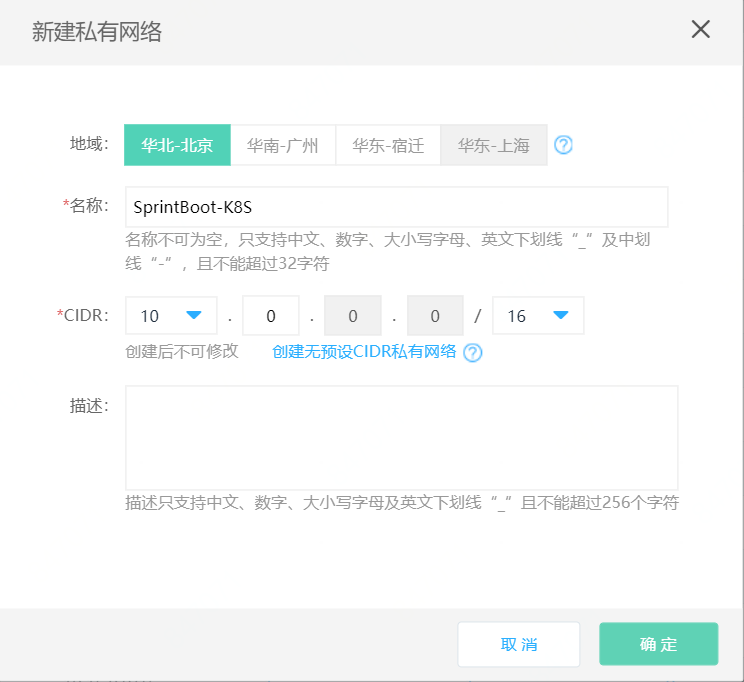 新建私有网络
地域： 华北-北京 华南-广州 华东-宿迁 华东-上海 ?
*名称： SprintBoot-K8S
名称不可为空，只支持中文、数字、大小写字母、英文下划线“_”及中划
线“-”，且不能超过32字符
*CIDR： 10 . 0 . 0 . 0 / 16
创建后不可修改 创建无预设CIDR私有网络 ?
描述：
描述只支持中文、数字、大小写字母及英文下划线“_”且不能超过256个字符
取消 确定